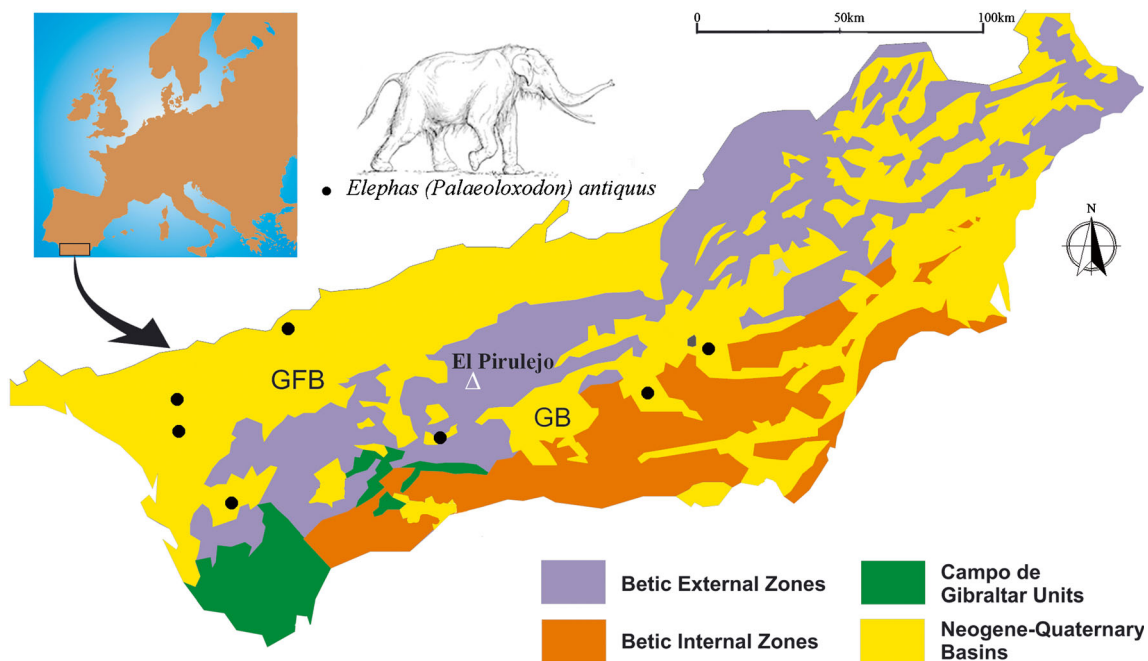 0 50km 100km
Elephas (Palaeoloxodon) antiquus
N
El Pirulejo
GFB
GB
Betic External Zones
Campo de
Gibraltar Units
Betic Internal Zones
Neogene-Quaternary
Basins